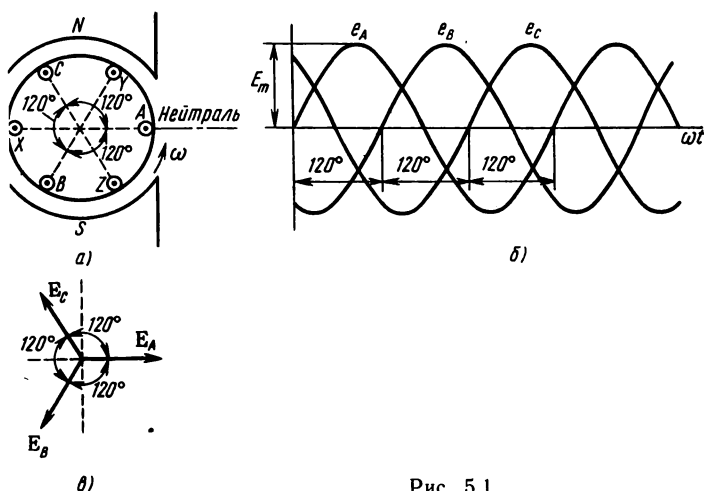 N
C
Y
120°
120°
A
Нейтраль
X
120°
ω
B
Z
S
а)
e_A
e_B
e_C
E_m
ωt
120°
120°
120°
б)
E_C
120°
120°
E_A
120°
E_B
в)
Рис. 5.1